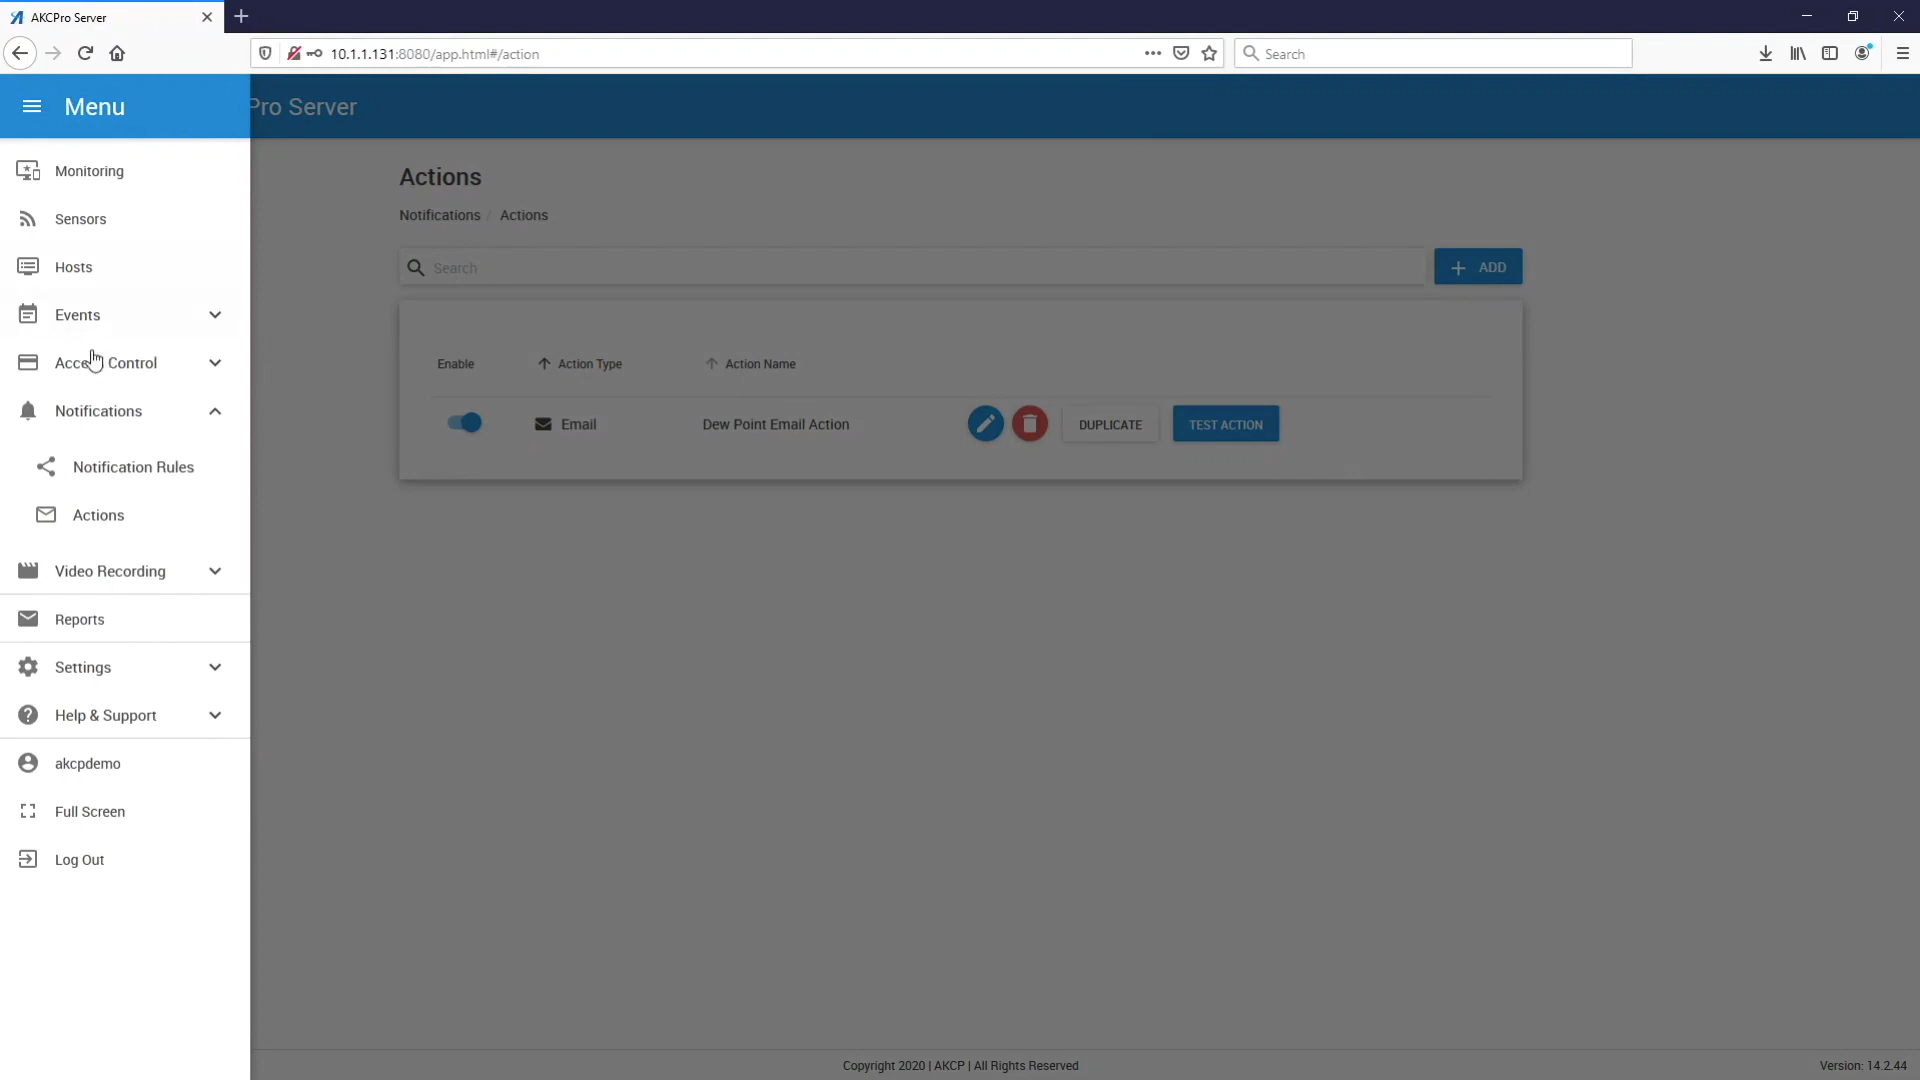 AKCPro Server
10.1.1.131:8080/app.html#/action
Search
Menu
Pro Server
Monitoring
Sensors
Hosts
Events
Access Control
Notifications
Notification Rules
Actions
Video Recording
Reports
Settings
Help & Support
akcpdemo
Full Screen
Log Out
Actions
Notifications / Actions
Search
ADD
Enable Action Type Action Name
Email Dew Point Email Action DUPLICATE TEST ACTION
Copyright 2020 | AKCP | All Rights Reserved
Version: 14.2.44